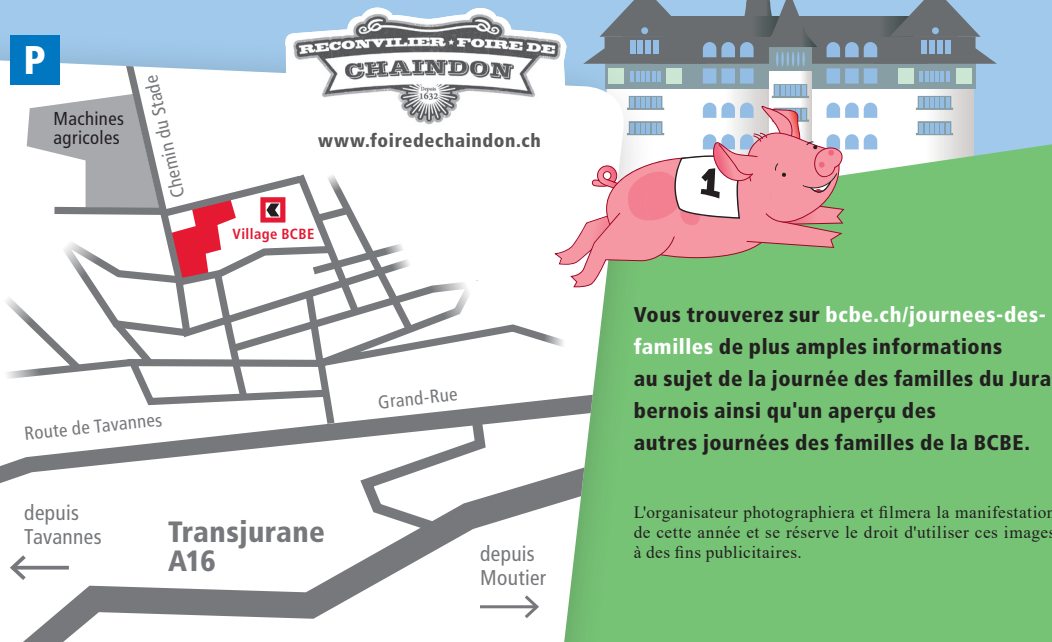 P
RECONVILIER ★ FOIRE DE
CHAINDON
Depuis
1632
www.foiredechaindon.ch
Machines
agricoles
Chemin du Stade
Village BCBE
1
Route de Tavannes
Grand-Rue
depuis
Tavannes
Transjurane
A16
depuis
Moutier
Vous trouverez sur bcbe.ch/journees-des-
familles de plus amples informations
au sujet de la journée des familles du Jura
bernois ainsi qu'un aperçu des
autres journées des familles de la BCBE.
L'organisateur photographiera et filmera la manifestation
de cette année et se réserve le droit d'utiliser ces images
à des fins publicitaires.